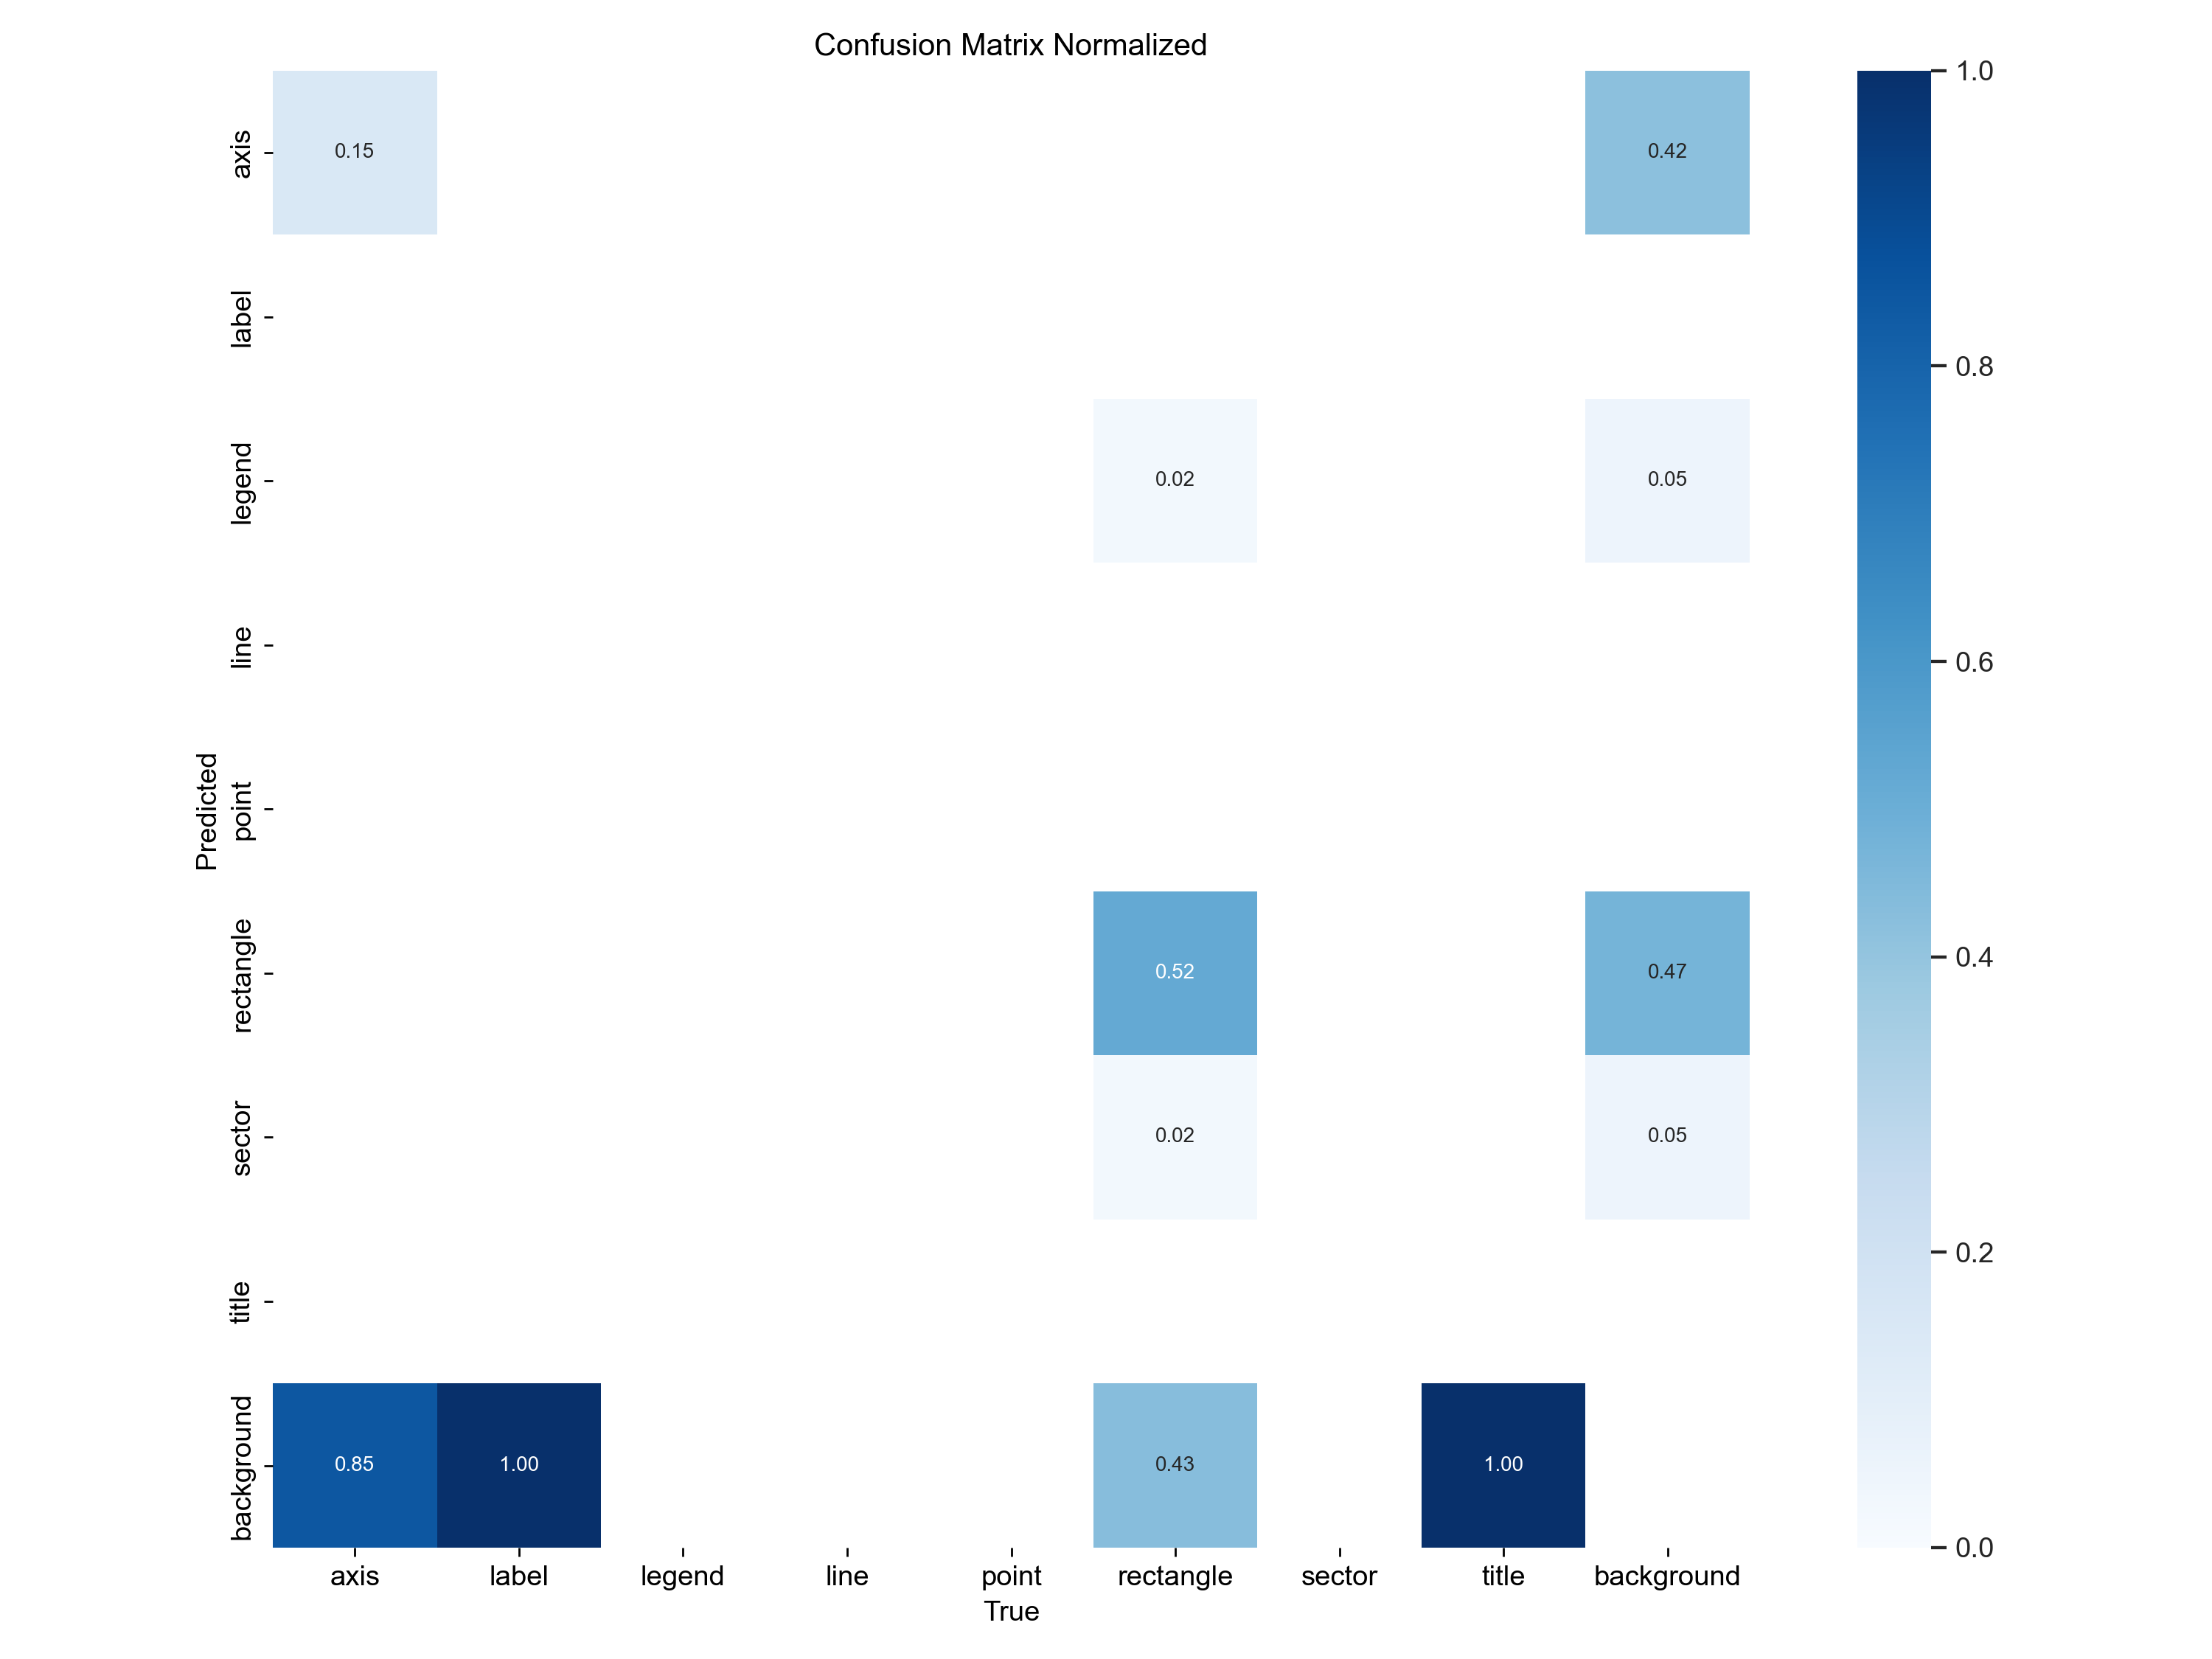 Confusion Matrix Normalized
axis
0.15
0.42
1.0
label
0.8
legend
0.02
0.05
line
0.6
Predicted
point
rectangle
0.52
0.47
0.4
sector
0.02
0.05
0.2
title
background
0.85
1.00
0.43
1.00
0.0
axis label legend line point rectangle sector title background
True